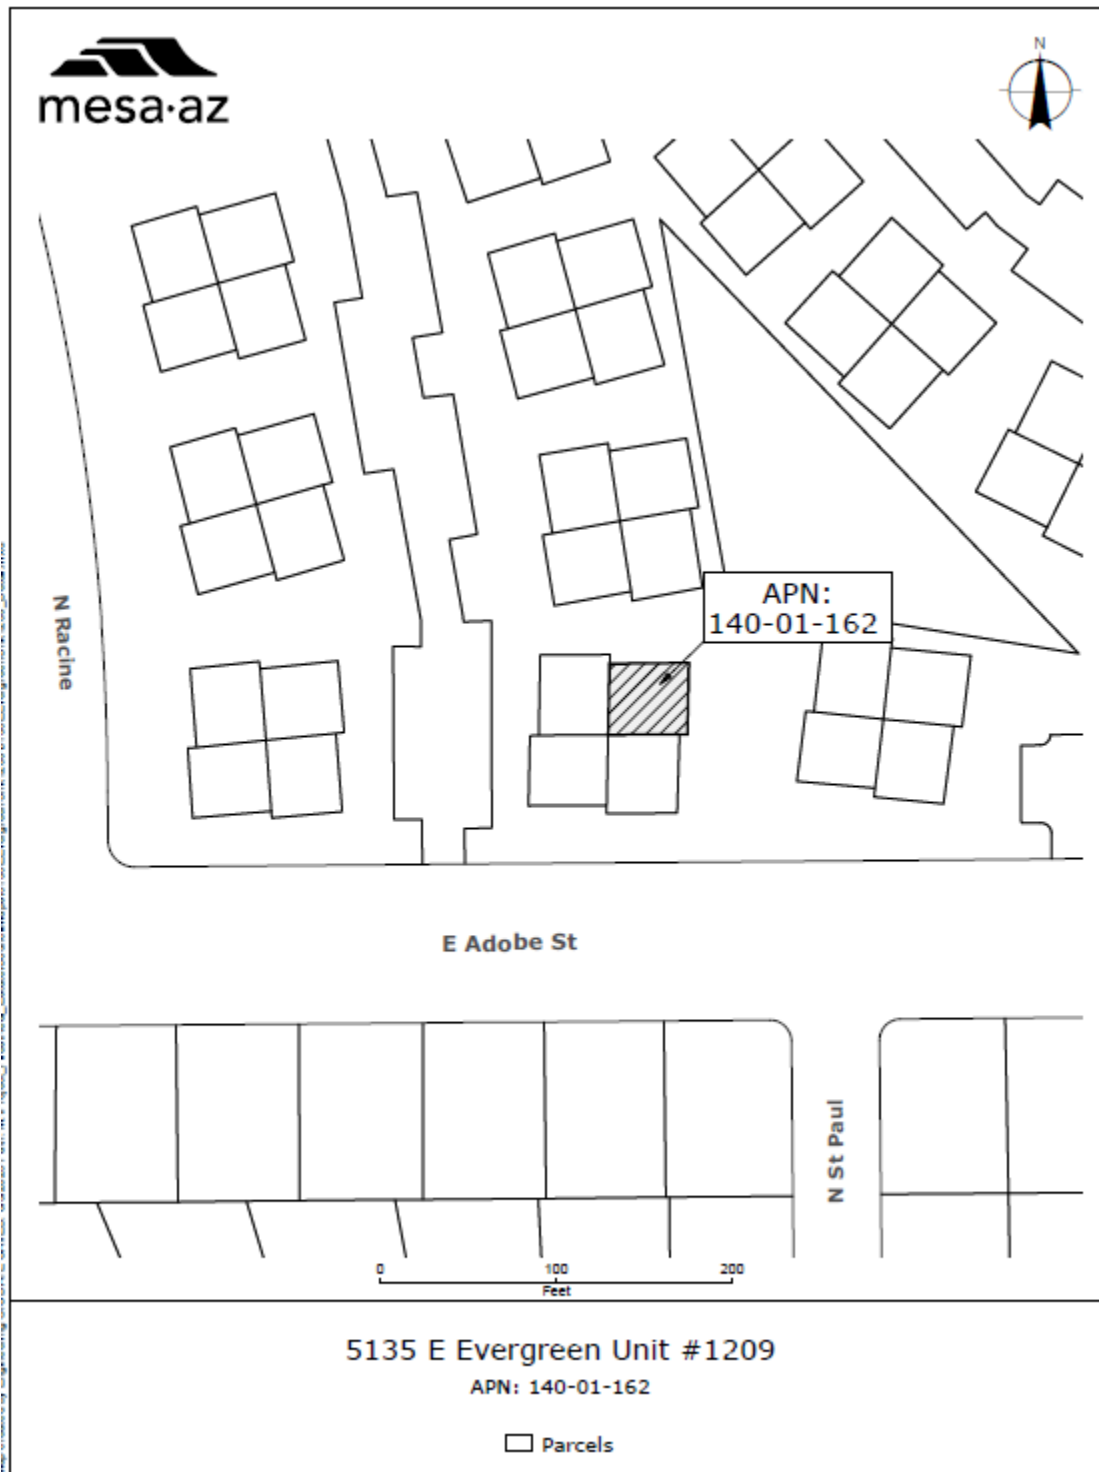 mesa·az
N
APN:
140-01-162
N Racine
E Adobe St
N St Paul
0 100 200
Feet
5135 E Evergreen Unit #1209
APN: 140-01-162
Parcels